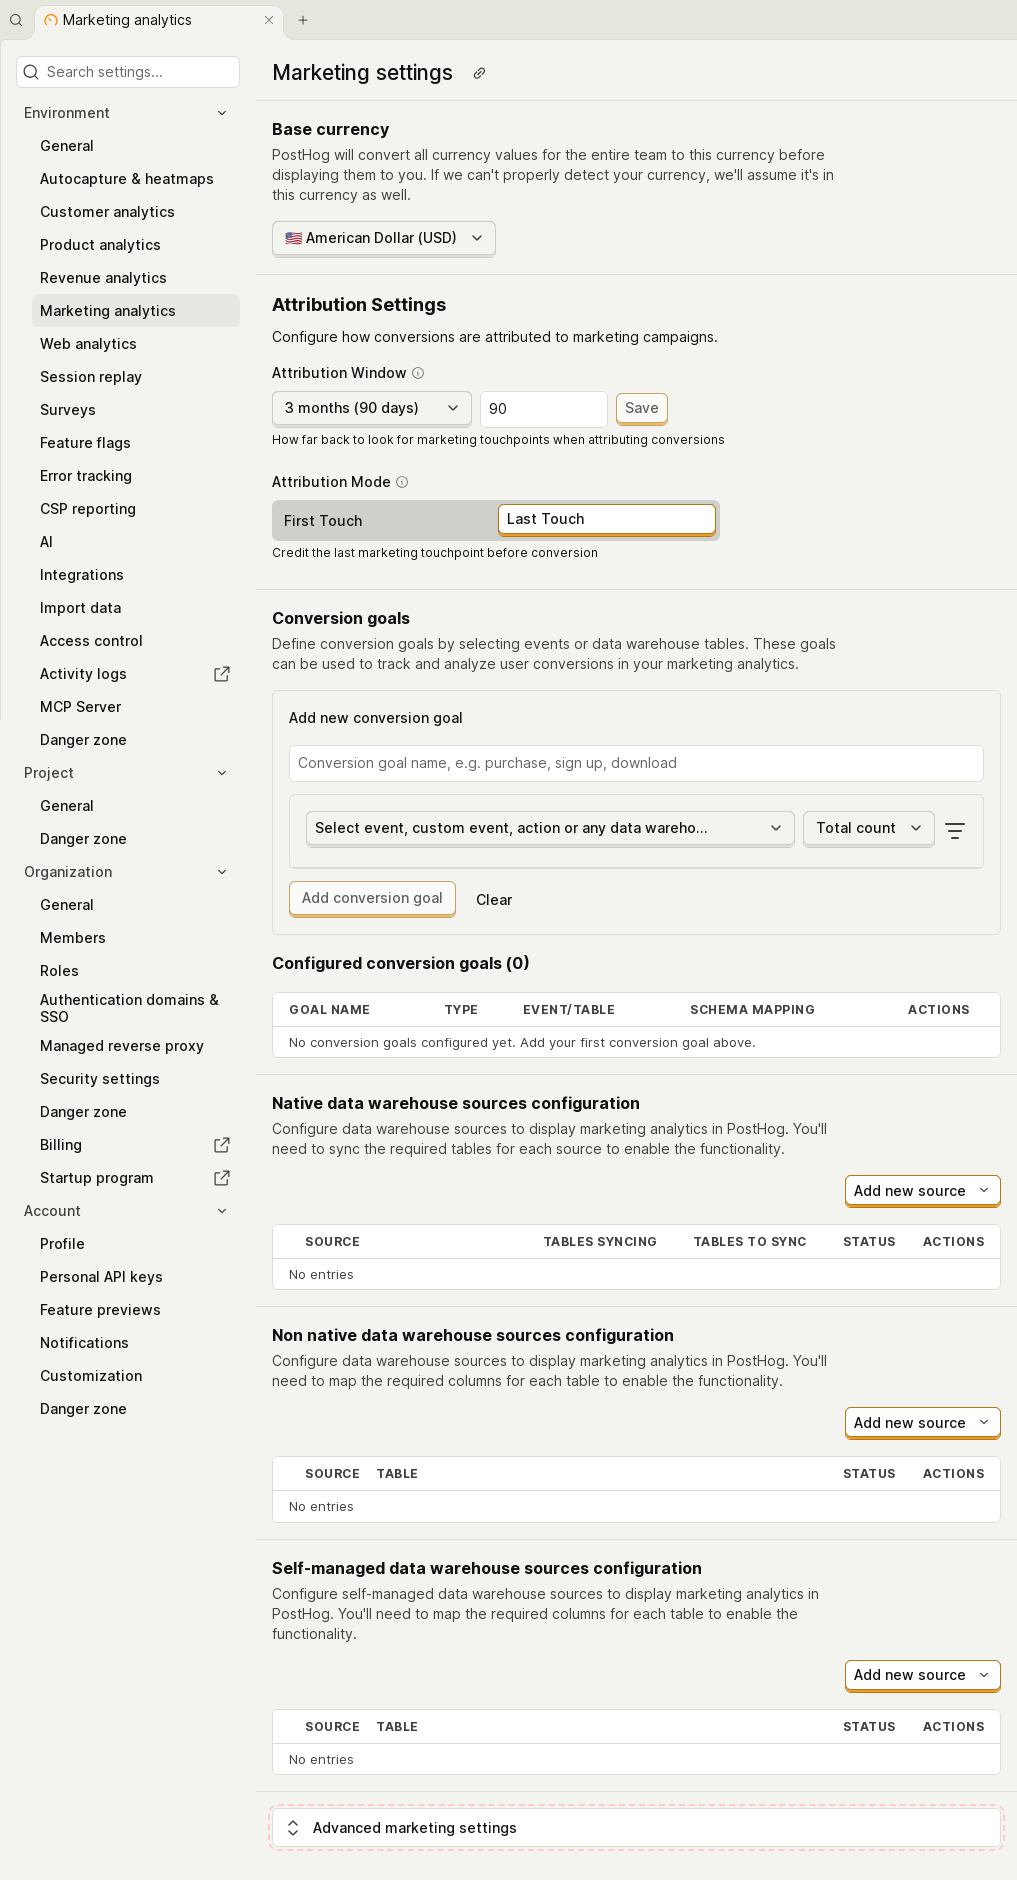 Marketing analytics
Search settings...
Environment
General
Autocapture & heatmaps
Customer analytics
Product analytics
Revenue analytics
Marketing analytics
Web analytics
Session replay
Surveys
Feature flags
Error tracking
CSP reporting
AI
Integrations
Import data
Access control
Activity logs
MCP Server
Danger zone
Project
General
Danger zone
Organization
General
Members
Roles
Authentication domains &
SSO
Managed reverse proxy
Security settings
Danger zone
Billing
Startup program
Account
Profile
Personal API keys
Feature previews
Notifications
Customization
Danger zone
Marketing settings
Base currency
PostHog will convert all currency values for the entire team to this currency before
displaying them to you. If we can't properly detect your currency, we'll assume it's in
this currency as well.
🇺🇸 American Dollar (USD)
Attribution Settings
Configure how conversions are attributed to marketing campaigns.
Attribution Window
3 months (90 days) 90 Save
How far back to look for marketing touchpoints when attributing conversions
Attribution Mode
First Touch Last Touch
Credit the last marketing touchpoint before conversion
Conversion goals
Define conversion goals by selecting events or data warehouse tables. These goals
can be used to track and analyze user conversions in your marketing analytics.
Add new conversion goal
Conversion goal name, e.g. purchase, sign up, download
Select event, custom event, action or any data wareho... Total count
Add conversion goal Clear
Configured conversion goals (0)
GOAL NAME TYPE EVENT/TABLE SCHEMA MAPPING ACTIONS
No conversion goals configured yet. Add your first conversion goal above.
Native data warehouse sources configuration
Configure data warehouse sources to display marketing analytics in PostHog. You'll
need to sync the required tables for each source to enable the functionality.
Add new source
SOURCE TABLES SYNCING TABLES TO SYNC STATUS ACTIONS
No entries
Non native data warehouse sources configuration
Configure data warehouse sources to display marketing analytics in PostHog. You'll
need to map the required columns for each table to enable the functionality.
Add new source
SOURCE TABLE STATUS ACTIONS
No entries
Self-managed data warehouse sources configuration
Configure self-managed data warehouse sources to display marketing analytics in
PostHog. You'll need to map the required columns for each table to enable the
functionality.
Add new source
SOURCE TABLE STATUS ACTIONS
No entries
Advanced marketing settings